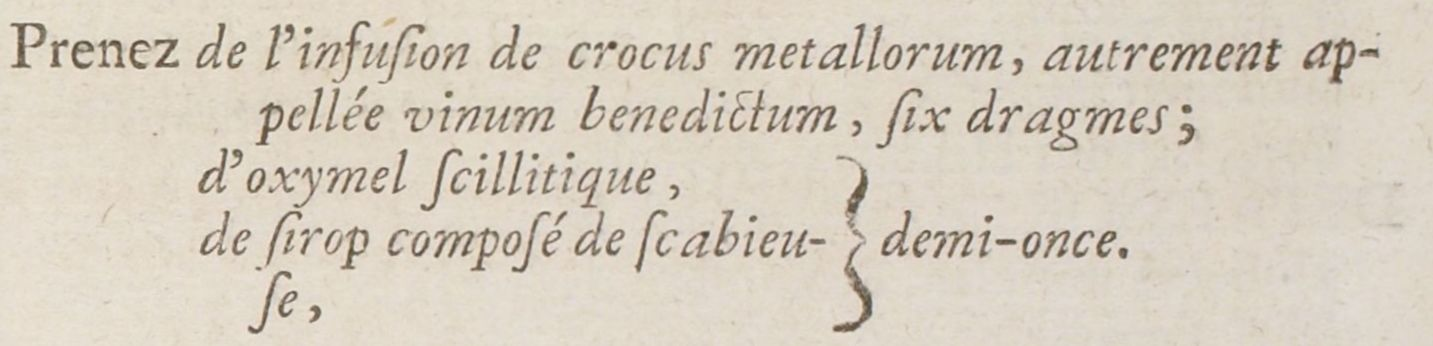 Prenez de l'infuſion de crocus metallorum, autrement ap-
pellée vinum benedictum, ſix dragmes;
d'oxymel ſcillitique,
de ſirop compoſé de ſcabieu- } demi-once.
ſe,